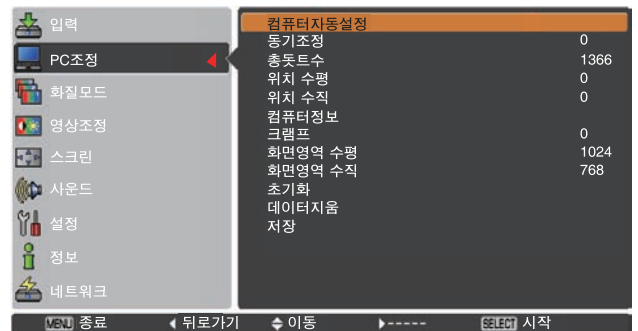 입력
PC조정
화질모드
영상조정
스크린
사운드
설정
정보
네트워크
컴퓨터자동설정
동기조정 0
총돗트수 1366
위치 수평 0
위치 수직 0
컴퓨터정보
크램프 0
화면영역 수평 1024
화면영역 수직 768
초기화
데이터지움
저장
MENU 종료 뒤로가기 이동 ----- SELECT 시작